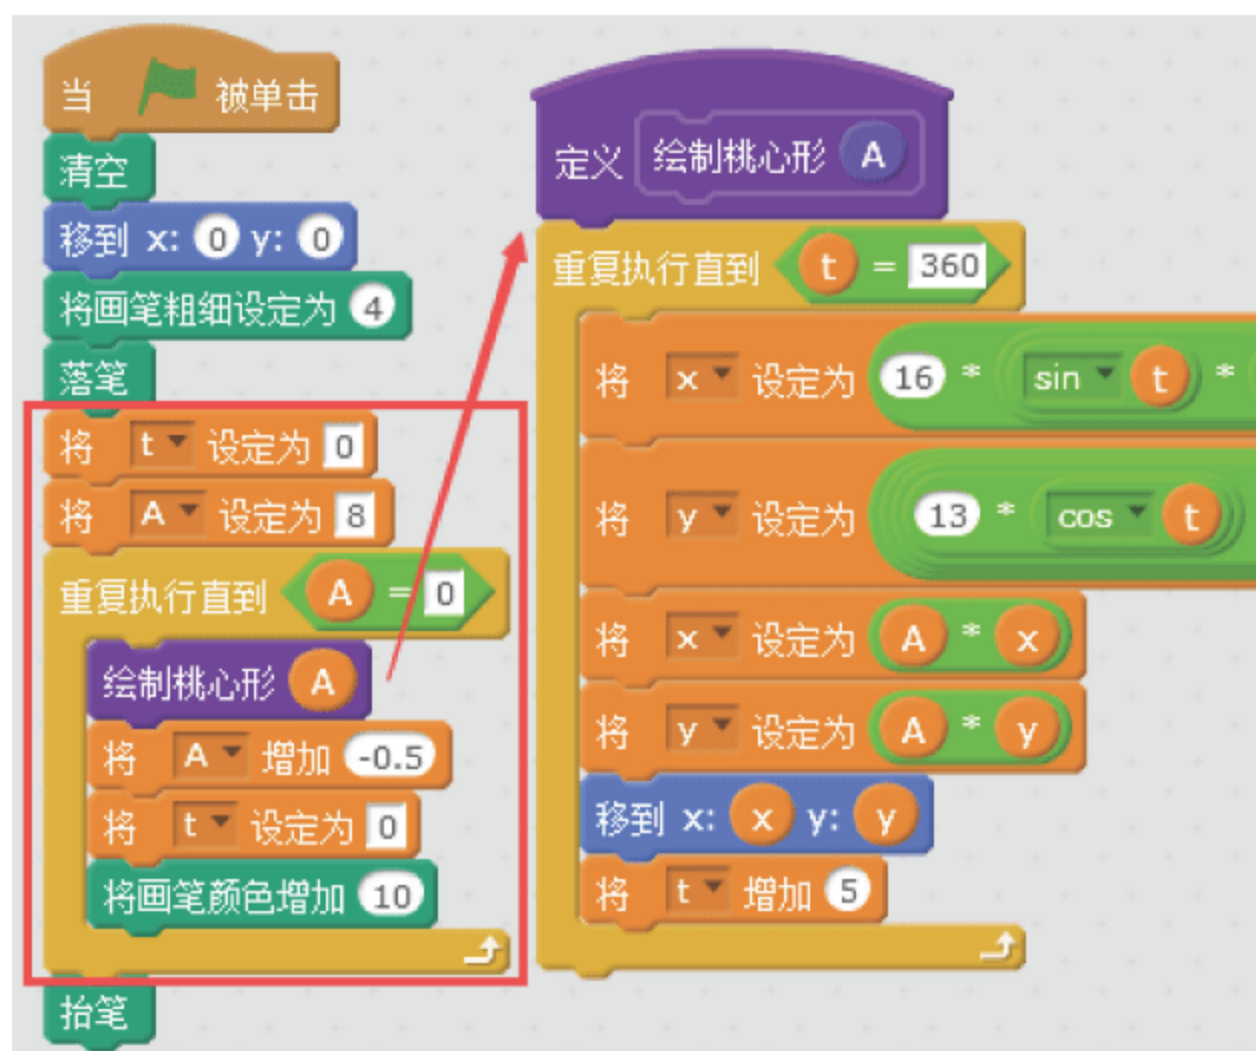 当 被单击
清空
移到 x: 0 y: 0
将画笔粗细设定为 4
落笔
将 t 设定为 0
将 A 设定为 8
重复执行直到 A = 0
绘制桃心形 A
将 A 增加 -0.5
将 t 设定为 0
将画笔颜色增加 10
抬笔
定义 绘制桃心形 A
重复执行直到 t = 360
将 x 设定为 16 * sin t *
将 y 设定为 13 * cos t
将 x 设定为 A * x
将 y 设定为 A * y
移到 x: x y: y
将 t 增加 5